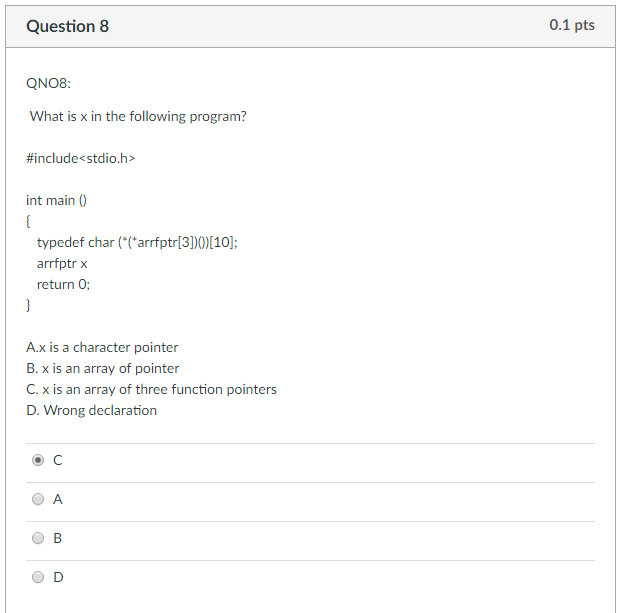 Question 8
0.1 pts
QNO8:
What is x in the following program?
#include<stdio.h>
int main ()
{
typedef char (*(*arrfptr[3])())[10];
arrfptr x
return 0;
}
A.x is a character pointer
B. x is an array of pointer
C. x is an array of three function pointers
D. Wrong declaration
C
A
B
D